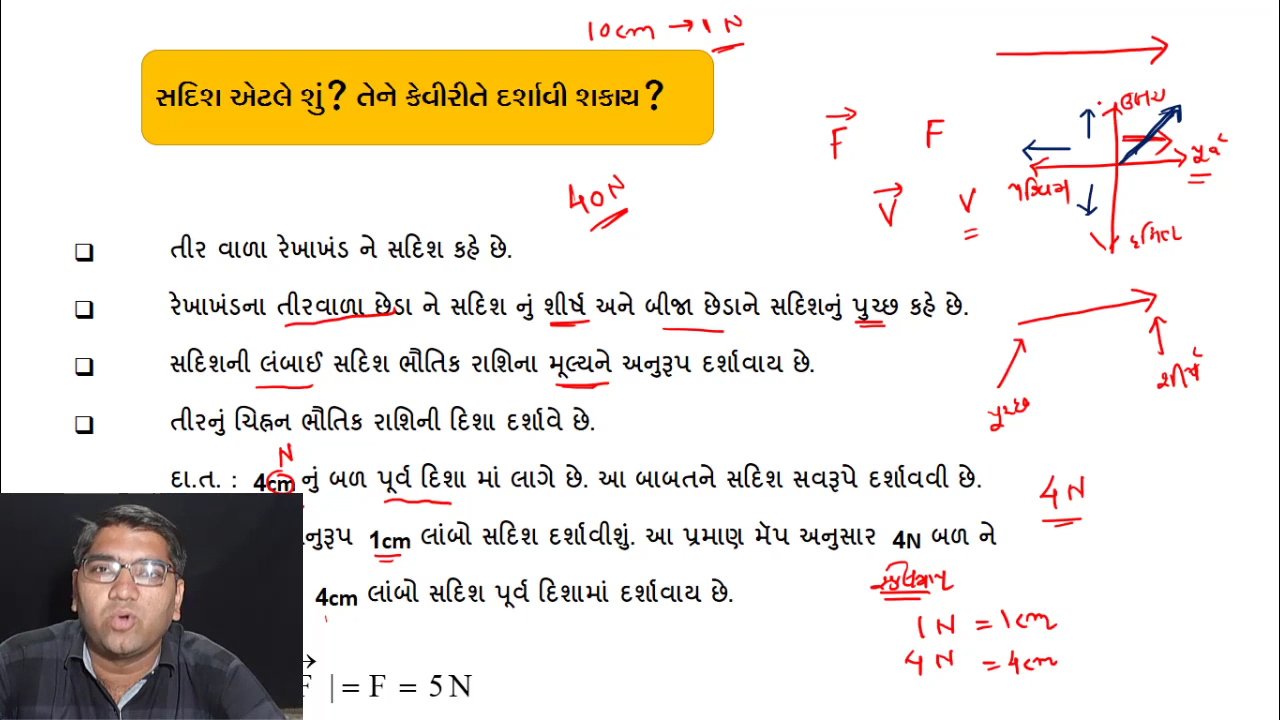 10cm → 1 N
સદિશ એટલે શું? તેને કેવીરીતે દર્શાવી શકાય?
ઉત્તર
F F
પૂર્વ
પશ્ચિમ
40N
V V
દક્ષિણ
તીર વાળા રેખાખંડ ને સદિશ કહે છે.
રેખાખંડના તીરવાળા છેડા ને સદિશ નું શીર્ષ અને બીજા છેડાને સદિશનું પુચ્છ કહે છે.
સદિશની લંબાઈ સદિશ ભૌતિક રાશિના મૂલ્યને અનુરૂપ દર્શાવાય છે.
શીર્ષ
પુચ્છ
તીરનું ચિહ્નન ભૌતિક રાશિની દિશા દર્શાવે છે.
N
દા.ત. : 4cm નું બળ પૂર્વ દિશા માં લાગે છે. આ બાબતને સદિશ સવરૂપે દર્શાવવી છે.
4N
નુરૂપ 1cm લાંબો સદિશ દર્શાવીશું. આ પ્રમાણ મૅપ અનુસાર 4N બળ ને
4cm લાંબો સદિશ પૂર્વ દિશામાં દર્શાવાય છે.
1N = 1cm
4N = 4cm
F | = F = 5N